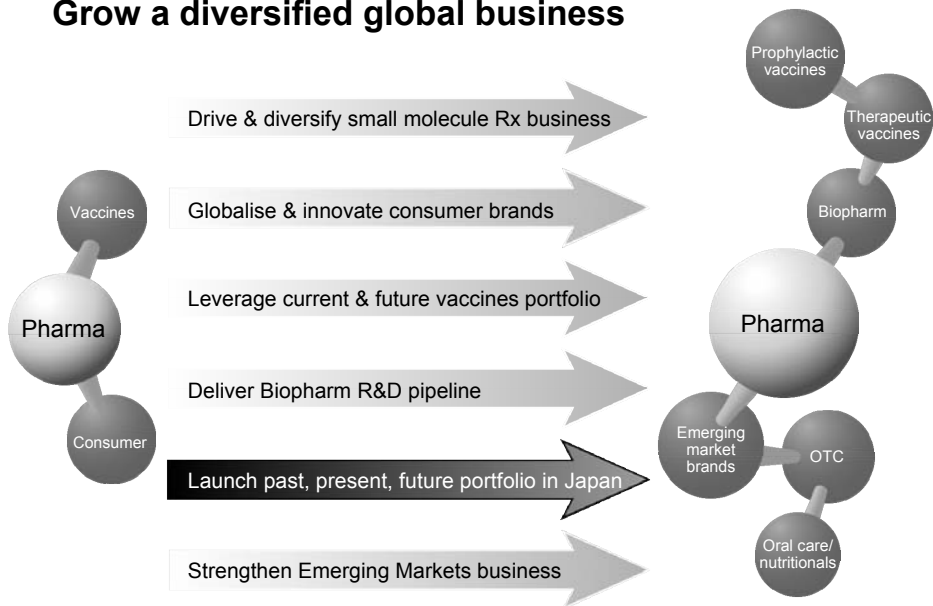 Grow a diversified global business
Vaccines
Pharma
Consumer
Drive & diversify small molecule Rx business
Globalise & innovate consumer brands
Leverage current & future vaccines portfolio
Deliver Biopharm R&D pipeline
Launch past, present, future portfolio in Japan
Strengthen Emerging Markets business
Prophylactic
vaccines
Therapeutic
vaccines
Biopharm
Pharma
Emerging
market
brands
OTC
Oral care/
nutritionals